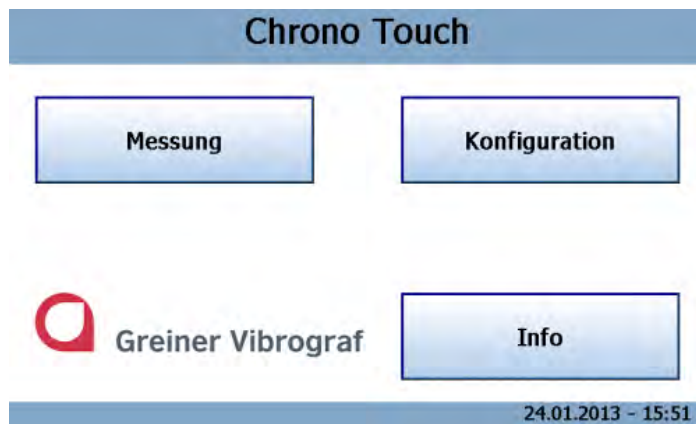 Chrono Touch
Messung
Konfiguration
Greiner Vibrograf
Info
24.01.2013 - 15:51